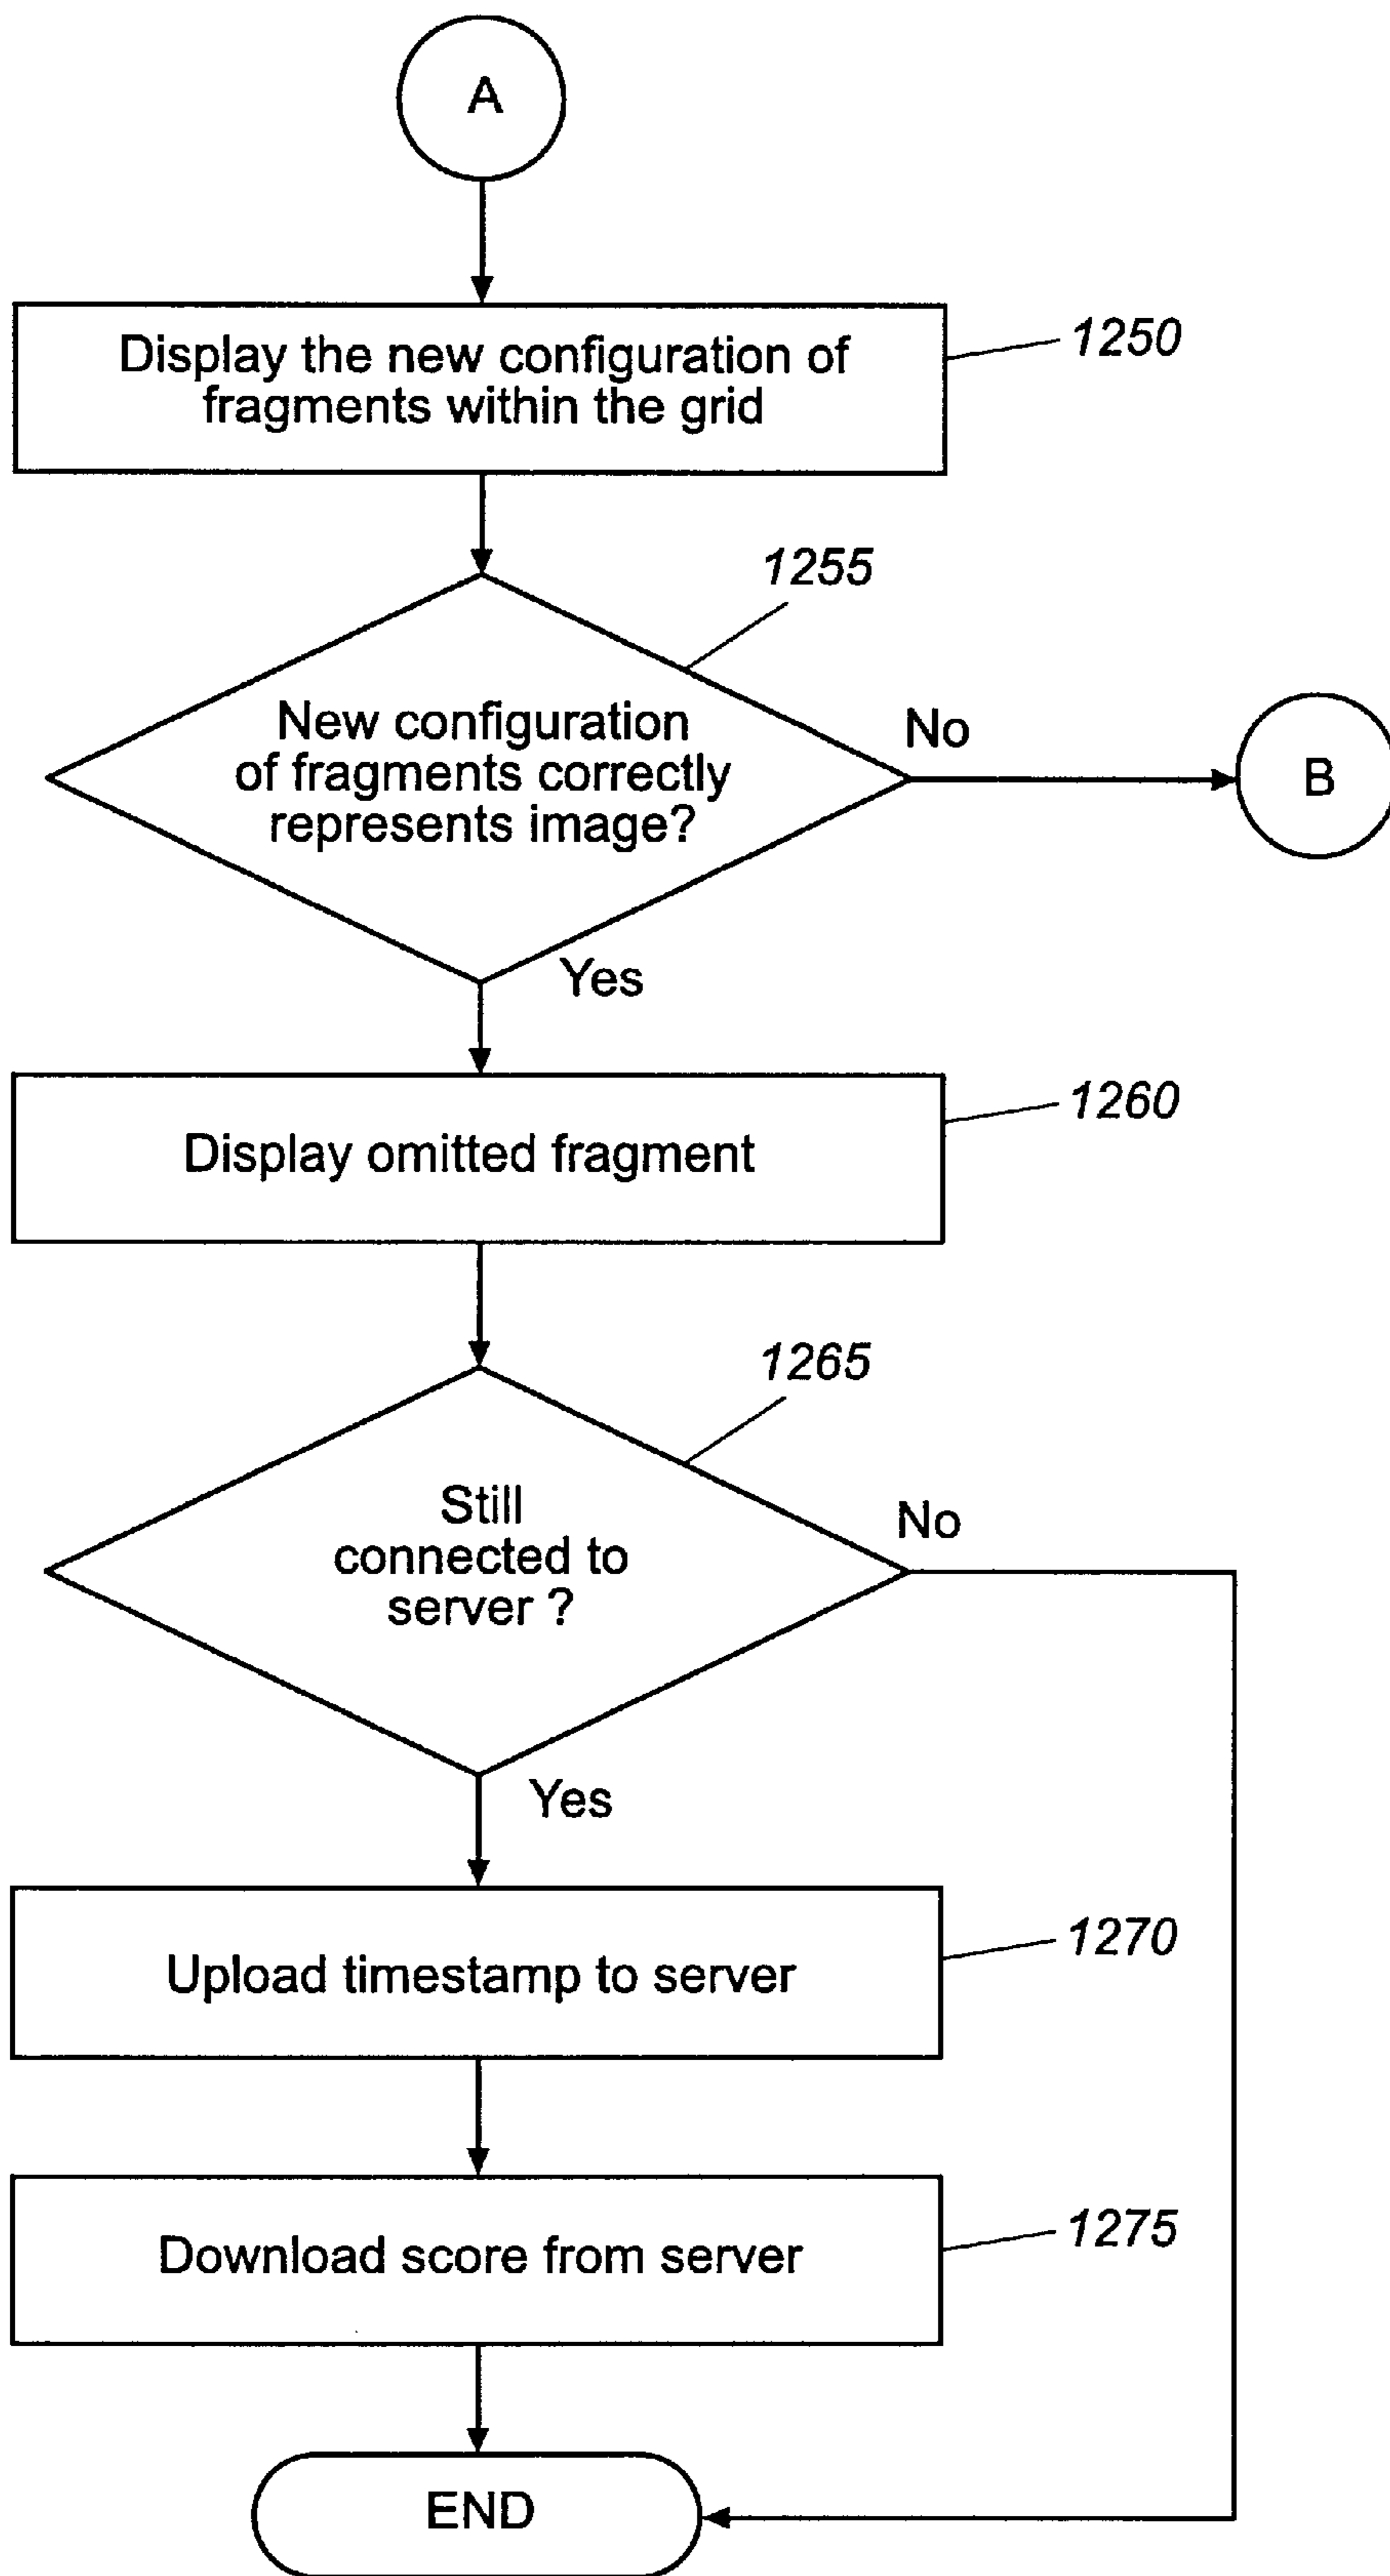 A
Display the new configuration of
fragments within the grid
1250
1255
New configuration
of fragments correctly
represents image?
No
B
Yes
Display omitted fragment
1260
1265
Still
connected to
server ?
No
Yes
Upload timestamp to server
1270
Download score from server
1275
END